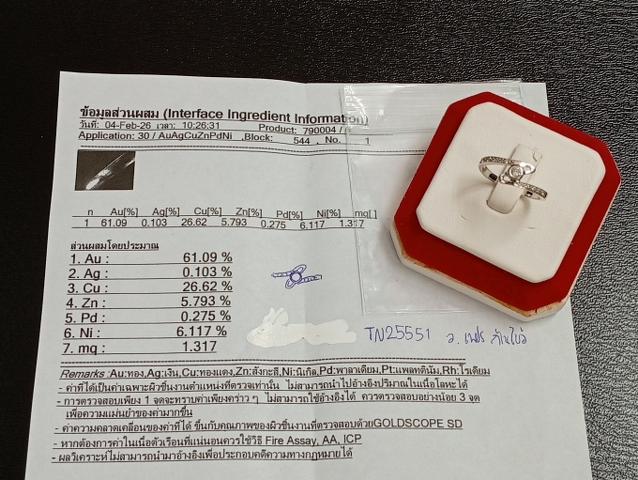 ข้อมูลส่วนผสม (Interface Ingredient Information)
วันที่: 04-Feb-26 เวลา: 10:26:31 Product: 790004 /
Application: 30 / AuAgCuZnPdNi ,Block: 544 , No. 1
n Au[%] Ag[%] Cu[%] Zn[%] Pd[%] Ni[%] mq[ ]
1 61.09 0.103 26.62 5.793 0.275 6.117 1.317
ส่วนผสมโดยประมาณ
1. Au : 61.09 %
2. Ag : 0.103 %
3. Cu : 26.62 %
4. Zn : 5.793 %
5. Pd : 0.275 %
6. Ni : 6.117 %
7. mq : 1.317
TN25551 ว. เพชร
Remarks :Au:ทอง,Ag:เงิน,Cu:ทองแดง,Zn:สังกะสี,Ni:นิเกิล,Pd:พาลาเดียม,Pt:แพลทตินัม,Rh:โรเดียม
- ค่าที่ได้เป็นค่าเฉพาะผิวชิ้นงานตำแหน่งที่ตรวจเท่านั้น ไม่สามารถนำไปอ้างอิงปริมาณในเนื้อโลหะได้
- การตรวจสอบเพียง 1 จุดจะทราบค่าเพียงคร่าวๆ ไม่สามารถใช้อ้างอิงได้ ควรตรวจสอบอย่างน้อย 3 จุด
เพื่อความแม่นยำของค่ามากขึ้น
- ค่าความคลาดเคลื่อนของค่าที่ได้ ขึ้นกับคุณภาพของผิวชิ้นงานที่ตรวจสอบด้วยGOLDSCOPE SD
- หากต้องการค่าในเนื้อตัวเรือนที่แน่นอนควรใช้วิธี Fire Assay, AA, ICP
- ผลวิเคราะห์ไม่สามารถนำมาอ้างอิงเพื่อประกอบคดีความทางกฎหมายได้